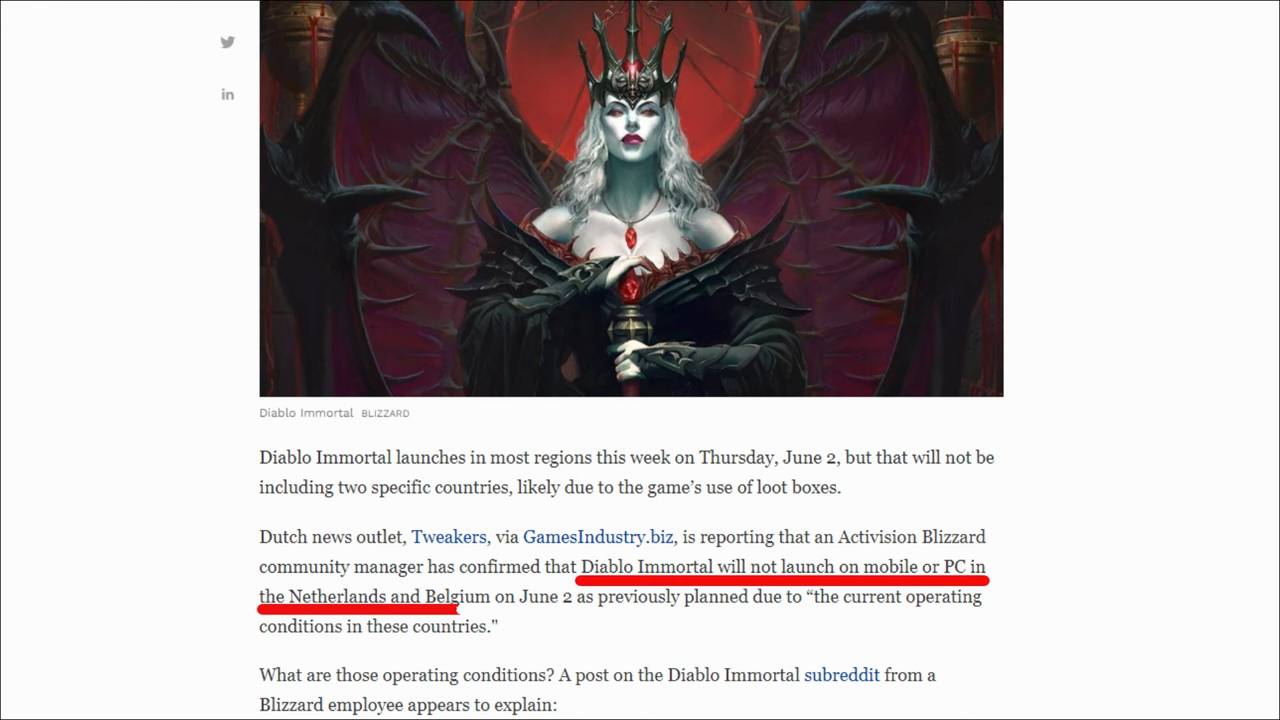 Diablo Immortal BLIZZARD
Diablo Immortal launches in most regions this week on Thursday, June 2, but that will not be
including two specific countries, likely due to the game’s use of loot boxes.
Dutch news outlet, Tweakers, via GamesIndustry.biz, is reporting that an Activision Blizzard
community manager has confirmed that Diablo Immortal will not launch on mobile or PC in
the Netherlands and Belgium on June 2 as previously planned due to “the current operating
conditions in these countries."
What are those operating conditions? A post on the Diablo Immortal subreddit from a
Blizzard employee appears to explain: